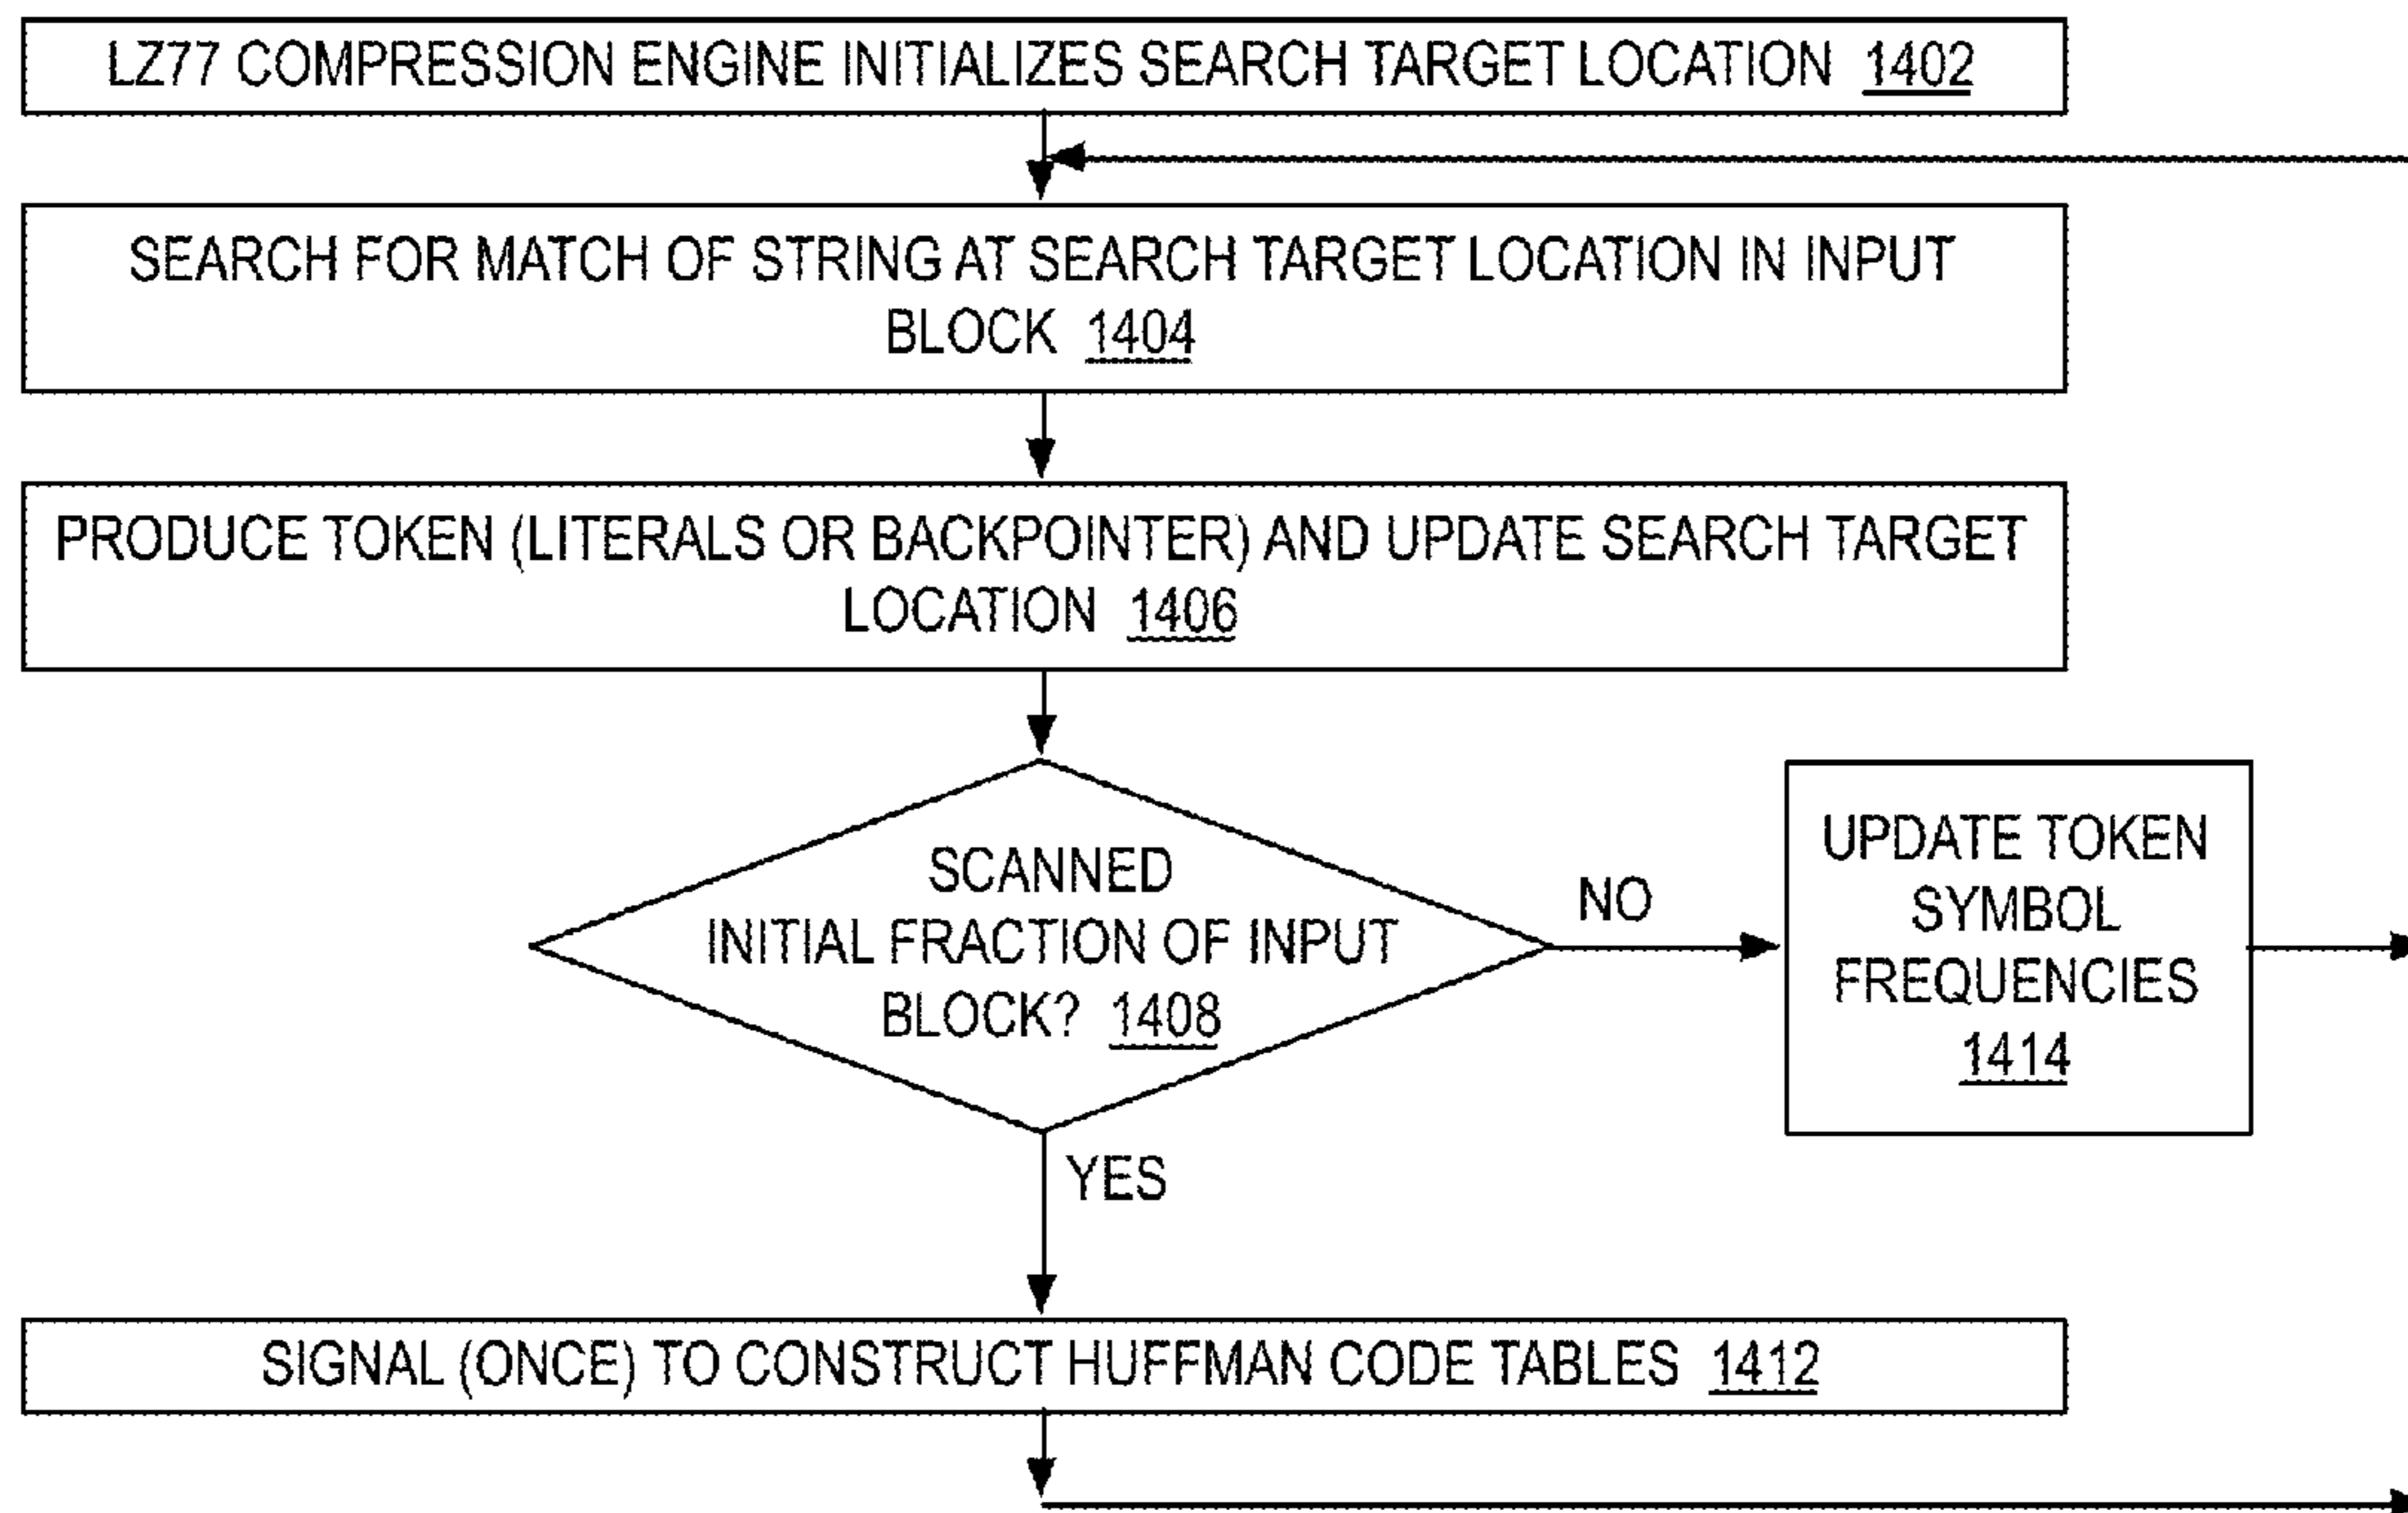 LZ77 COMPRESSION ENGINE INITIALIZES SEARCH TARGET LOCATION 1402
SEARCH FOR MATCH OF STRING AT SEARCH TARGET LOCATION IN INPUT
BLOCK 1404
PRODUCE TOKEN (LITERALS OR BACKPOINTER) AND UPDATE SEARCH TARGET
LOCATION 1406
SCANNED
INITIAL FRACTION OF INPUT
BLOCK? 1408
NO
UPDATE TOKEN
SYMBOL
FREQUENCIES
1414
YES
SIGNAL (ONCE) TO CONSTRUCT HUFFMAN CODE TABLES 1412